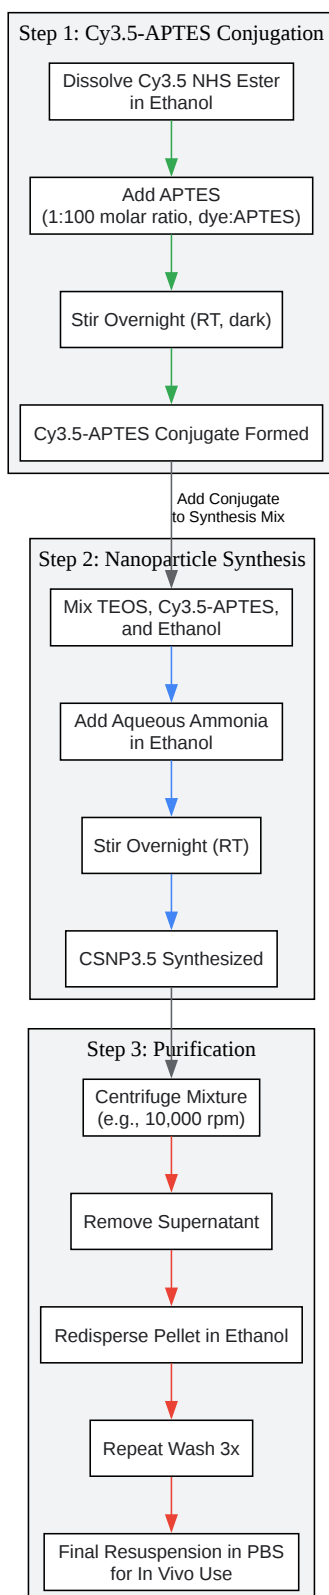 Step 1: Cy3.5-APTES Conjugation
Dissolve Cy3.5 NHS Ester
in Ethanol
Add APTES
(1:100 molar ratio, dye:APTES)
Stir Overnight (RT, dark)
Cy3.5-APTES Conjugate Formed
Add Conjugate
to Synthesis Mix
Step 2: Nanoparticle Synthesis
Mix TEOS, Cy3.5-APTES,
and Ethanol
Add Aqueous Ammonia
in Ethanol
Stir Overnight (RT)
CSNP3.5 Synthesized
Step 3: Purification
Centrifuge Mixture
(e.g., 10,000 rpm)
Remove Supernatant
Redisperse Pellet in Ethanol
Repeat Wash 3x
Final Resuspension in PBS
for In Vivo Use